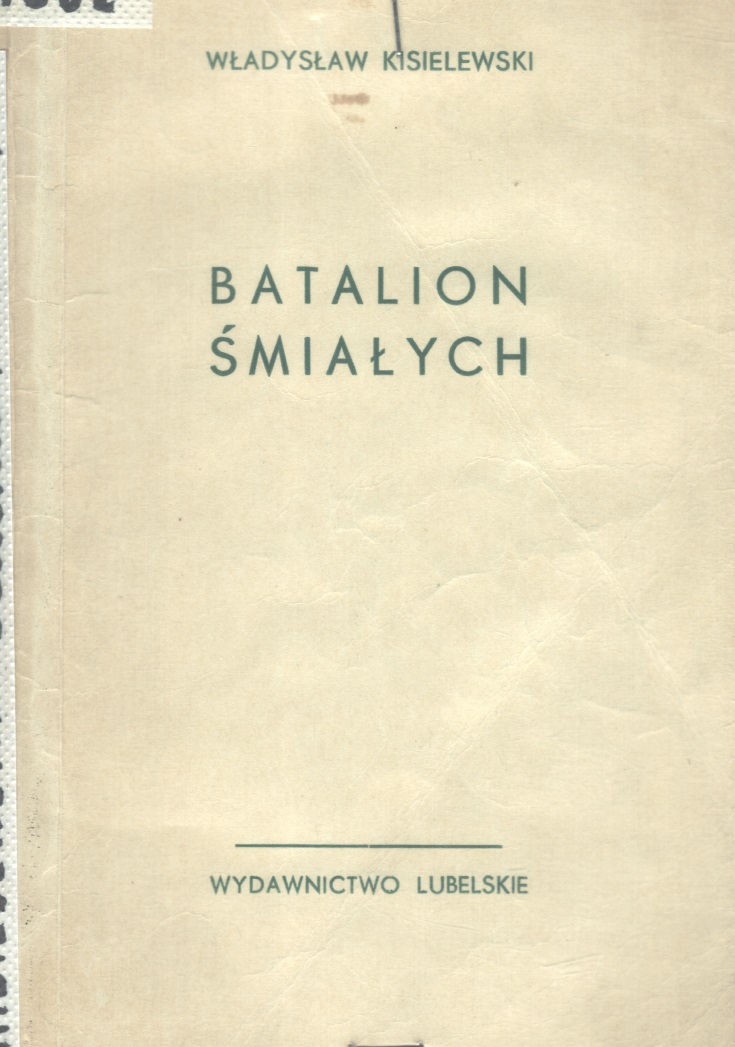 WŁADYSŁAW KISIELEWSKI
BATALION
ŚMIAŁYCH
WYDAWNICTWO LUBELSKIE